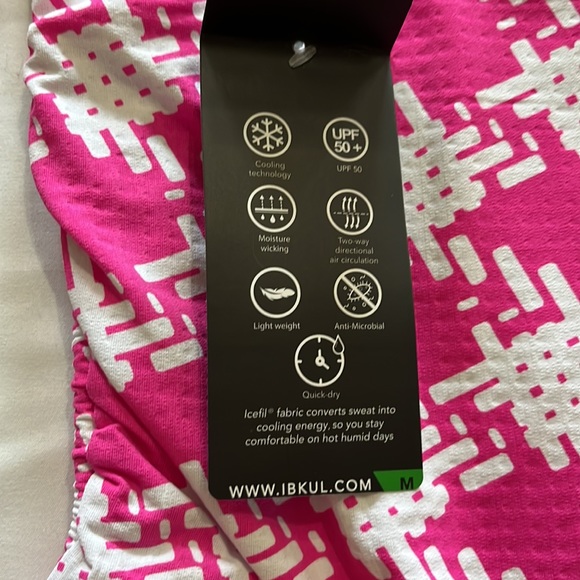 UPF
50+
Cooling
technology
UPF 50
Moisture
wicking
Two-way
directional
air circulation
Light weight
Anti-Microbial
Quick-dry
Icefil® fabric converts sweat into
cooling energy, so you stay
comfortable on hot humid days
WWW.IBKUL.COM M